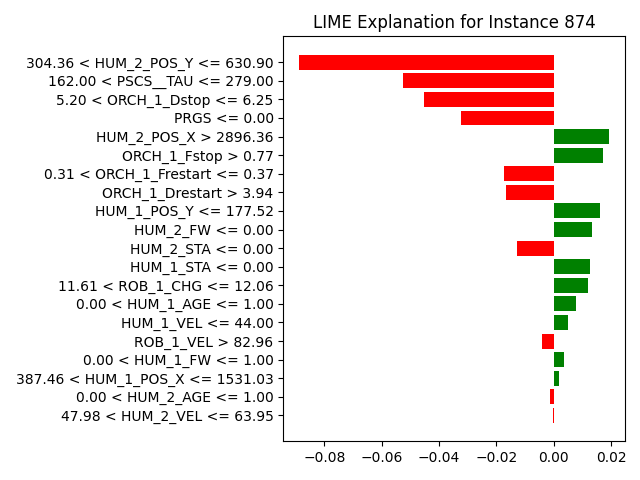 LIME Explanation for Instance 874
304.36 < HUM_2_POS_Y <= 630.90
162.00 < PSCS__TAU <= 279.00
5.20 < ORCH_1_Dstop <= 6.25
PRGS <= 0.00
HUM_2_POS_X > 2896.36
ORCH_1_Fstop > 0.77
0.31 < ORCH_1_Frestart <= 0.37
ORCH_1_Drestart > 3.94
HUM_1_POS_Y <= 177.52
HUM_2_FW <= 0.00
HUM_2_STA <= 0.00
HUM_1_STA <= 0.00
11.61 < ROB_1_CHG <= 12.06
0.00 < HUM_1_AGE <= 1.00
HUM_1_VEL <= 44.00
ROB_1_VEL > 82.96
0.00 < HUM_1_FW <= 1.00
387.46 < HUM_1_POS_X <= 1531.03
0.00 < HUM_2_AGE <= 1.00
47.98 < HUM_2_VEL <= 63.95
−0.08 −0.06 −0.04 −0.02 0.00 0.02